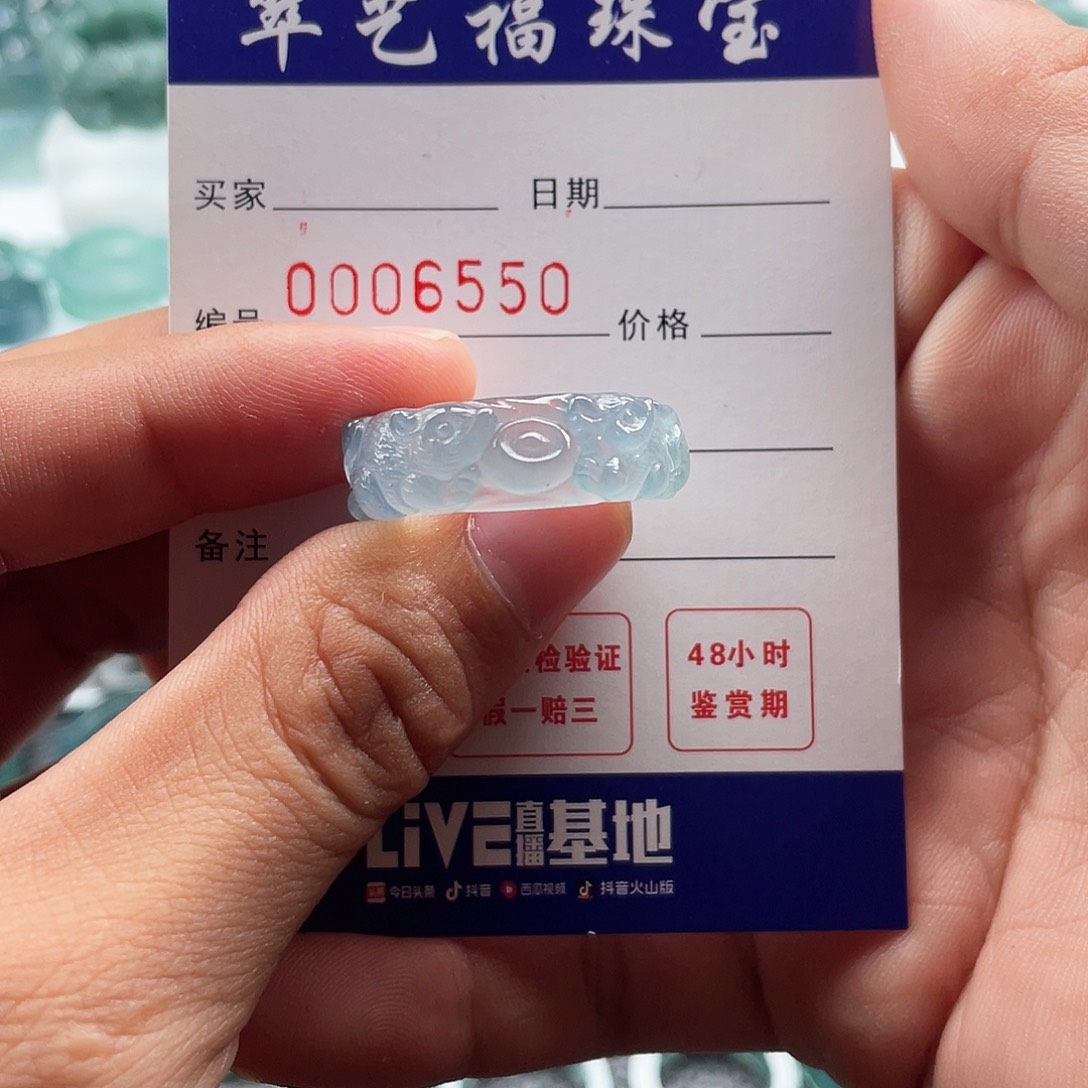 翠艺福珠宝
买家 日期
0006550
编号 价格
备注
检验证 48小时
假一赔三 鉴赏期
LIVE直播基地
今日头条 抖音 西瓜视频 抖音火山版